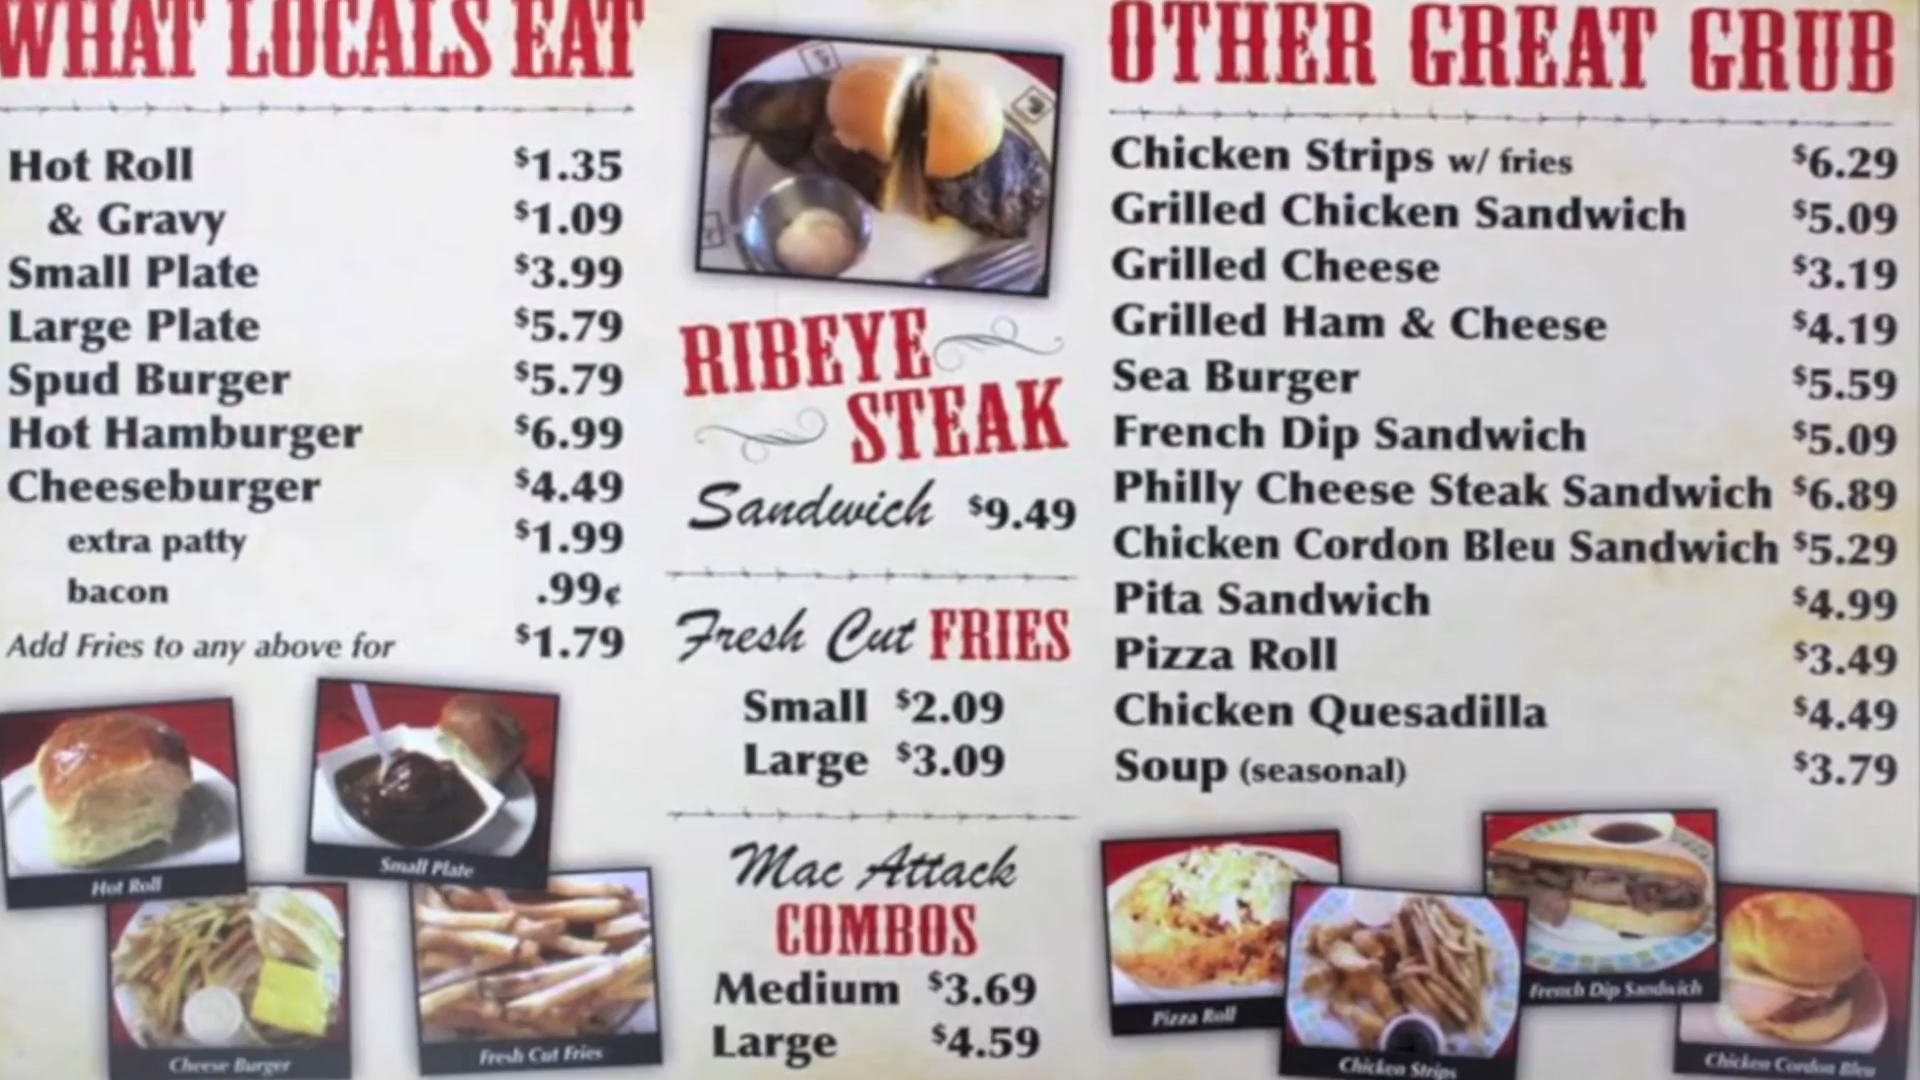 WHAT LOCALS EAT
Hot Roll $1.35
& Gravy $1.09
Small Plate $3.99
Large Plate $5.79
Spud Burger $5.79
Hot Hamburger $6.99
Cheeseburger $4.49
extra patty $1.99
bacon .99¢
Add Fries to any above for $1.79
Hot Roll
Small Plate
Cheese Burger
Fresh Cut Fries
RIBEYE
STEAK
Sandwich $9.49
Fresh Cut FRIES
Small $2.09
Large $3.09
Mac Attack
COMBOS
Medium $3.69
Large $4.59
OTHER GREAT GRUB
Chicken Strips w/ fries $6.29
Grilled Chicken Sandwich $5.09
Grilled Cheese $3.19
Grilled Ham & Cheese $4.19
Sea Burger $5.59
French Dip Sandwich $5.09
Philly Cheese Steak Sandwich $6.89
Chicken Cordon Bleu Sandwich $5.29
Pita Sandwich $4.99
Pizza Roll $3.49
Chicken Quesadilla $4.49
Soup (seasonal) $3.79
Pizza Roll
Chicken Strips
French Dip Sandwich
Chicken Cordon Bleu